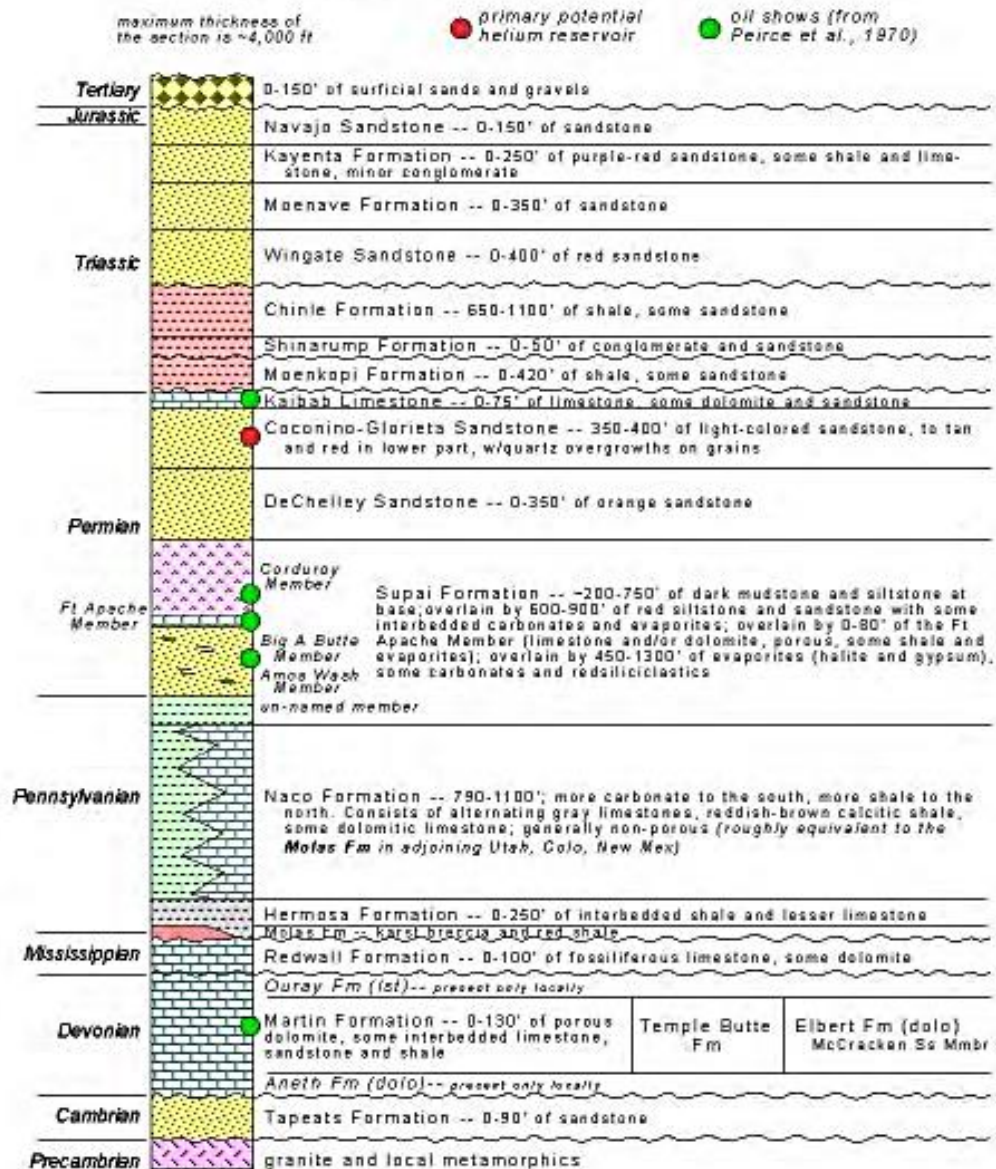 maximum thickness of
the section is ~4,000 ft
primary potential
helium reservoir
oil shows (from
Peirce et al., 1970)
Tertiary
0-150' of surficial sands and gravels
Jurassic
Navajo Sandstone -- 0-150' of sandstone
Kayenta Formation -- 0-250' of purple-red sandstone, some shale and lime-
stone, minor conglomerate
Moenave Formation -- 0-350' of sandstone
Triassic
Wingate Sandstone -- 0-400' of red sandstone
Chinle Formation -- 650-1100' of shale, some sandstone
Shinarump Formation -- 0-50' of conglomerate and sandstone
Moenkopi Formation -- 0-420' of shale, some sandstone
Kaibab Limestone -- 0-75' of limestone, some dolomite and sandstone
Coconino-Glorieta Sandstone -- 350-400' of light-colored sandstone, to tan
and red in lower part, w/quartz overgrowths on grains
DeChelley Sandstone -- 0-350' of orange sandstone
Permian
Corduroy
Member
Ft Apache
Member
Big A Butte
Member
Amos Wash
Member
un-named member
Supai Formation -- ~200-750' of dark mudstone and siltstone at
base; overlain by 600-900' of red siltstone and sandstone with some
interbedded carbonates and evaporites; overlain by 0-80' of the Ft
Apache Member (limestone and/or dolomite, porous, some shale and
evaporites); overlain by 450-1300' of evaporites (halite and gypsum),
some carbonates and redsiliciclastics
Pennsylvanian
Naco Formation -- 790-1100'; more carbonate to the south, more shale to the
north. Consists of alternating gray limestones, reddish-brown calcitic shale,
some dolomitic limestone; generally non-porous (roughly equivalent to the
Molas Fm in adjoining Utah, Colo, New Mex)
Hermosa Formation -- 0-250' of interbedded shale and lesser limestone
Molas Fm -- karst breccia and red shale
Mississippian
Redwall Formation -- 0-100' of fossiliferous limestone, some dolomite
Ouray Fm (lst) -- present only locally
Devonian
Martin Formation -- 0-130' of porous
dolomite, some interbedded limestone,
sandstone and shale
Temple Butte
Fm
Elbert Fm (dolo)
McCracken Ss Mmbr
Aneth Fm (dolo) -- present only locally
Cambrian
Tapeats Formation -- 0-90' of sandstone
Precambrian
granite and local metamorphics